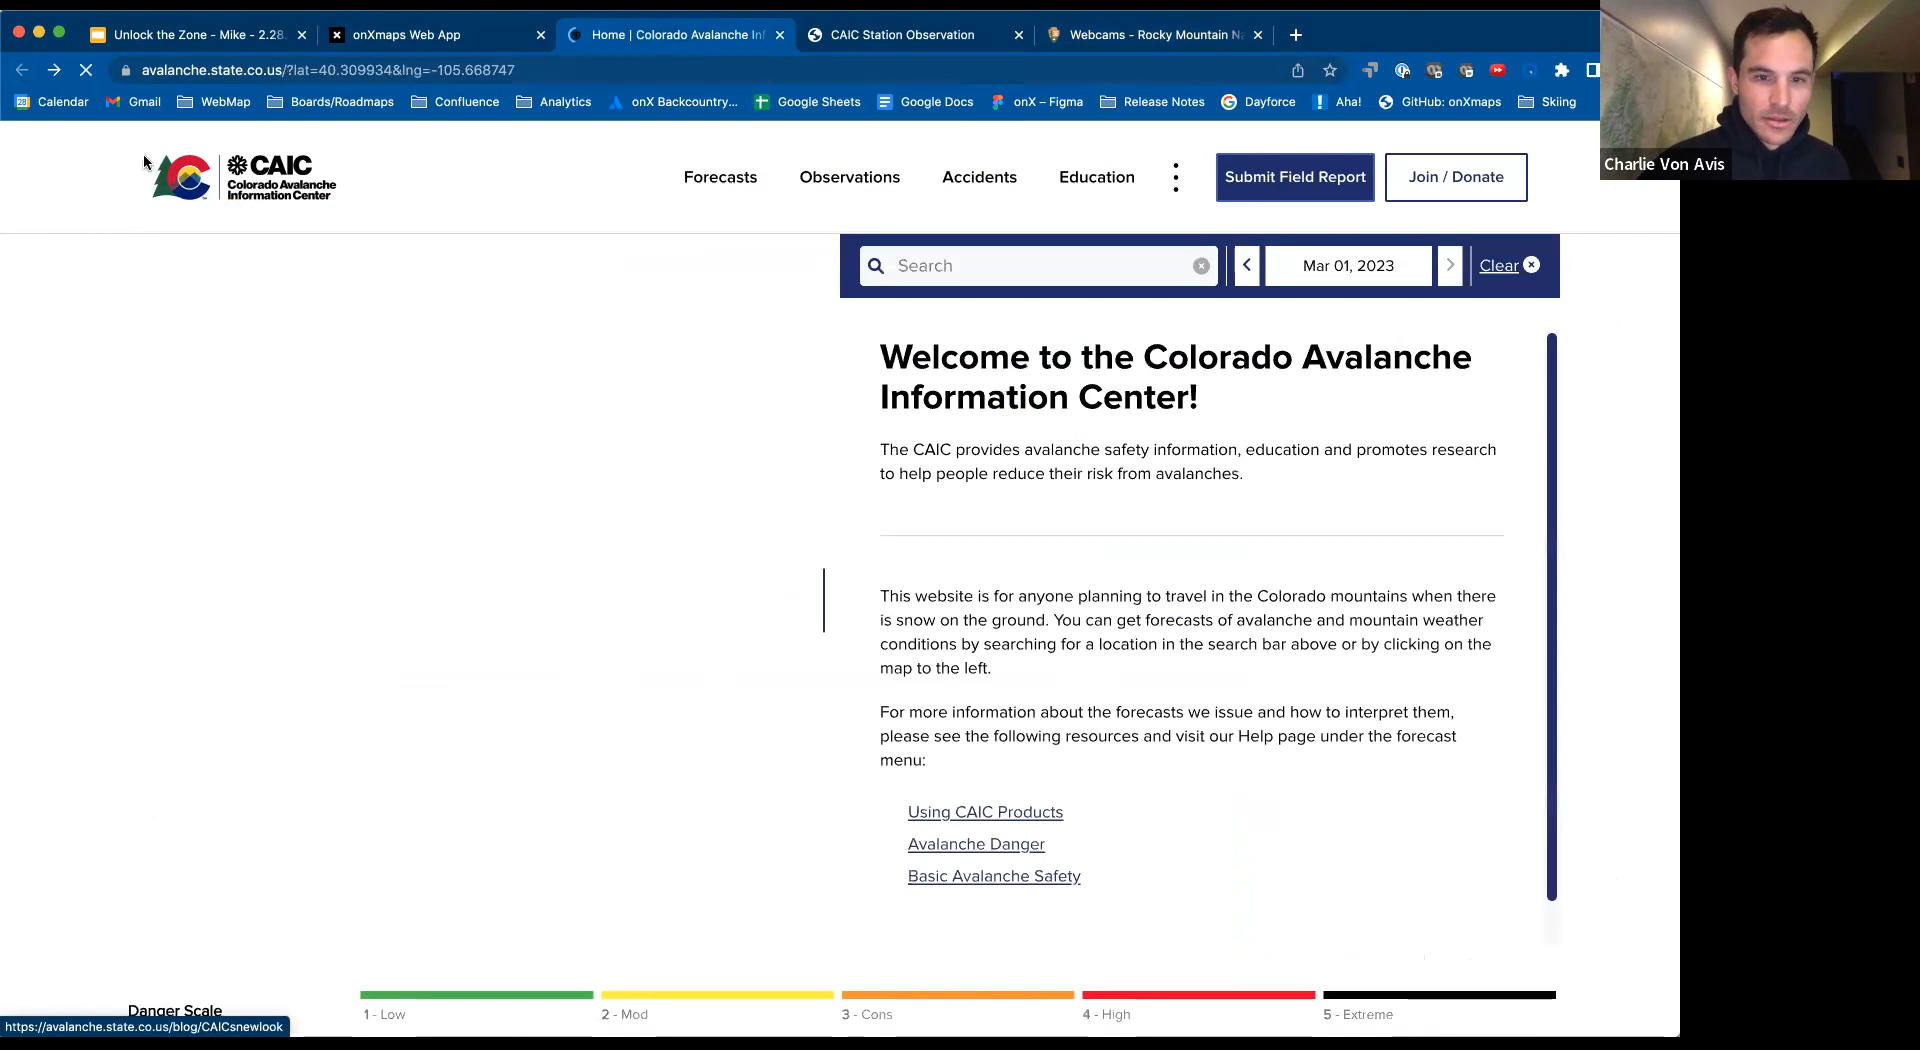 Unlock the Zone - Mike - 2.28.
onXmaps Web App
Home | Colorado Avalanche Inf
CAIC Station Observation
Webcams - Rocky Mountain Na
avalanche.state.co.us/?lat=40.309934&lng=-105.668747
Calendar
Gmail
WebMap
Boards/Roadmaps
Confluence
Analytics
onX Backcountry...
Google Sheets
Google Docs
onX – Figma
Release Notes
Dayforce
Aha!
GitHub: onXmaps
Skiing
Charlie Von Avis
CAIC
Colorado Avalanche
Information Center
Forecasts
Observations
Accidents
Education
Submit Field Report
Join / Donate
Search
Mar 01, 2023
Clear
Welcome to the Colorado Avalanche
Information Center!
The CAIC provides avalanche safety information, education and promotes research
to help people reduce their risk from avalanches.
This website is for anyone planning to travel in the Colorado mountains when there
is snow on the ground. You can get forecasts of avalanche and mountain weather
conditions by searching for a location in the search bar above or by clicking on the
map to the left.
For more information about the forecasts we issue and how to interpret them,
please see the following resources and visit our Help page under the forecast
menu:
Using CAIC Products
Avalanche Danger
Basic Avalanche Safety
Danger Scale
1 - Low
2 - Mod
3 - Cons
4 - High
5 - Extreme
https://avalanche.state.co.us/blog/CAICsnewlook